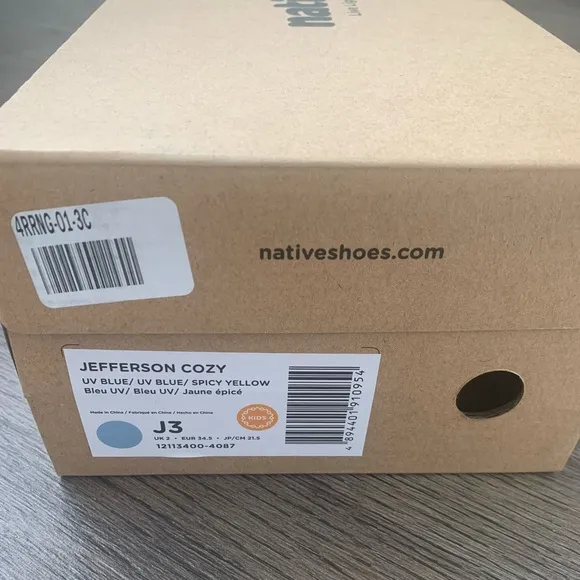 4RRNG-01-3C
nativeshoes.com
JEFFERSON COZY
UV BLUE/ UV BLUE/ SPICY YELLOW
Bleu UV/ Bleu UV/ Jaune épicé
Made in China / Fabriqué en China / Hecho en China
KIDS
J3
UK 2 • EUR 34.5 • JP/CM 21.5
12113400-4087
4 894401 910954